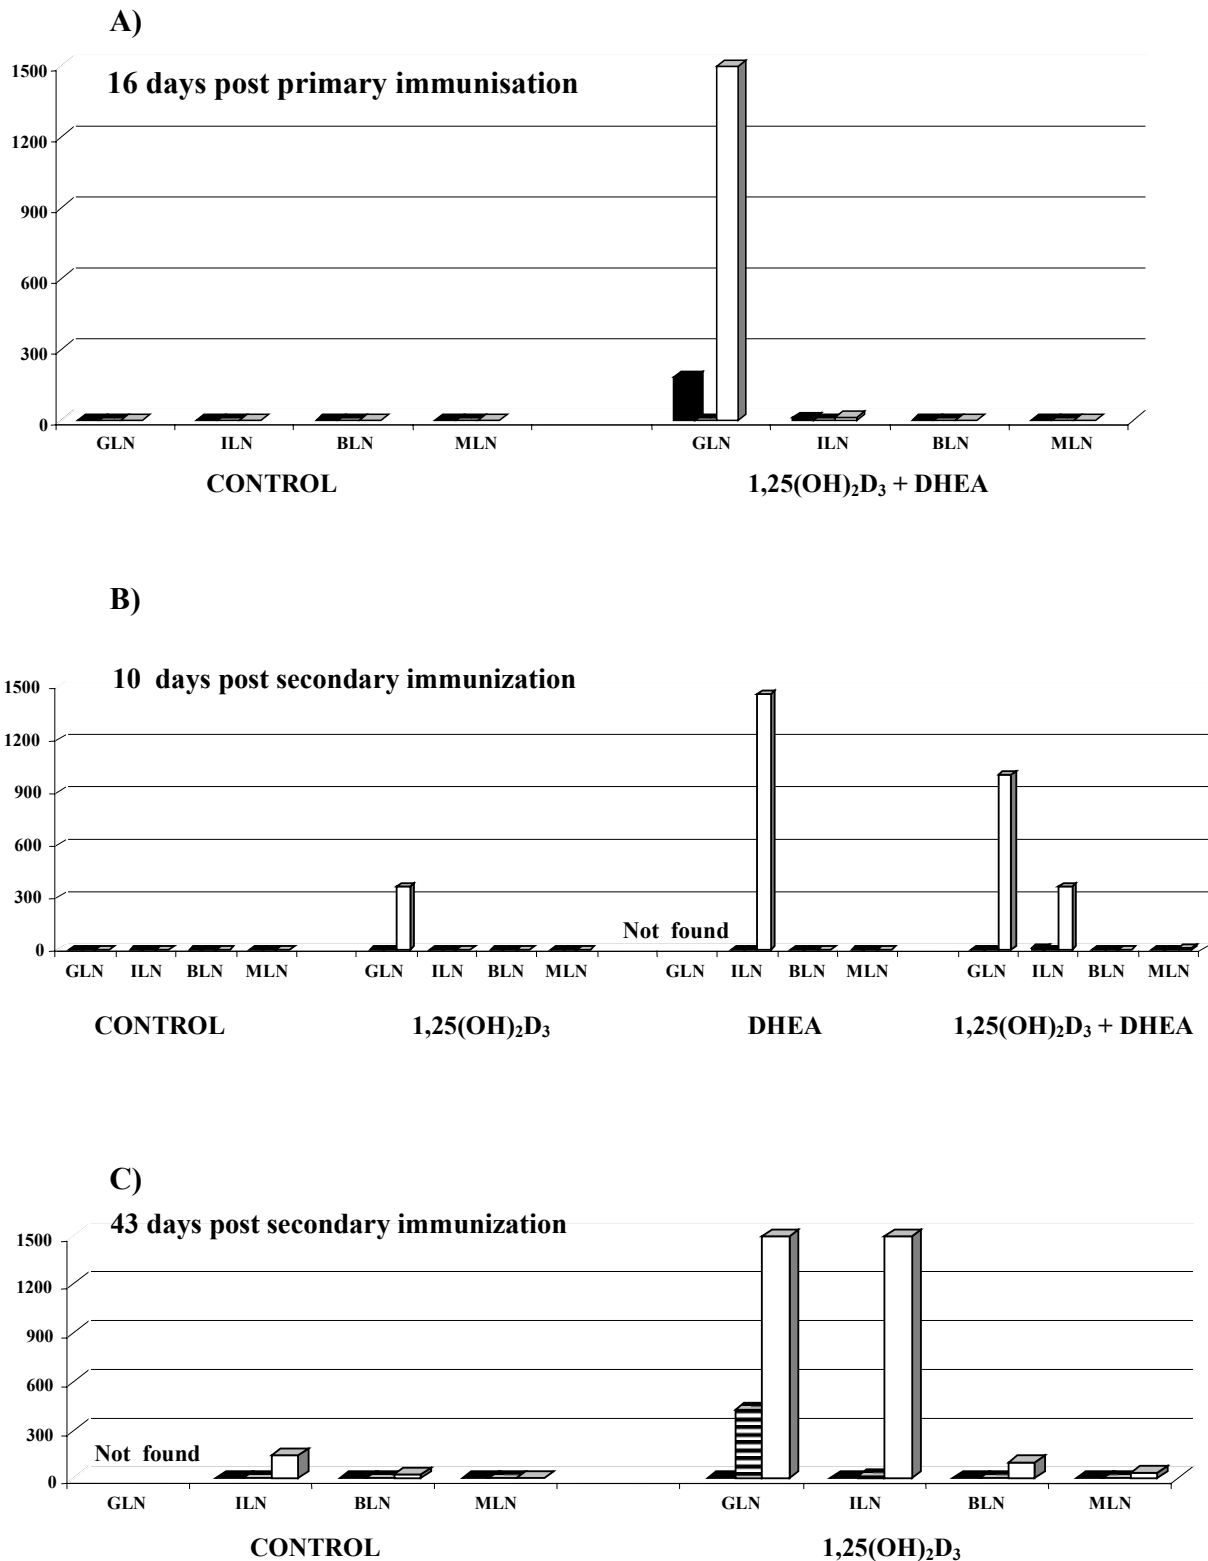 A)
16 days post primary immunisation
1500
1200
900
600
300
0
GLN ILN BLN MLN GLN ILN BLN MLN
CONTROL 1,25(OH)₂D₃ + DHEA
B)
10 days post secondary immunization
1500
1200
900
600
300
Not found
0
GLN ILN BLN MLN GLN ILN BLN MLN GLN ILN BLN MLN GLN ILN BLN MLN
CONTROL 1,25(OH)₂D₃ DHEA 1,25(OH)₂D₃ + DHEA
C)
43 days post secondary immunization
1500
1200
900
600
300
Not found
0
GLN ILN BLN MLN GLN ILN BLN MLN
CONTROL 1,25(OH)₂D₃